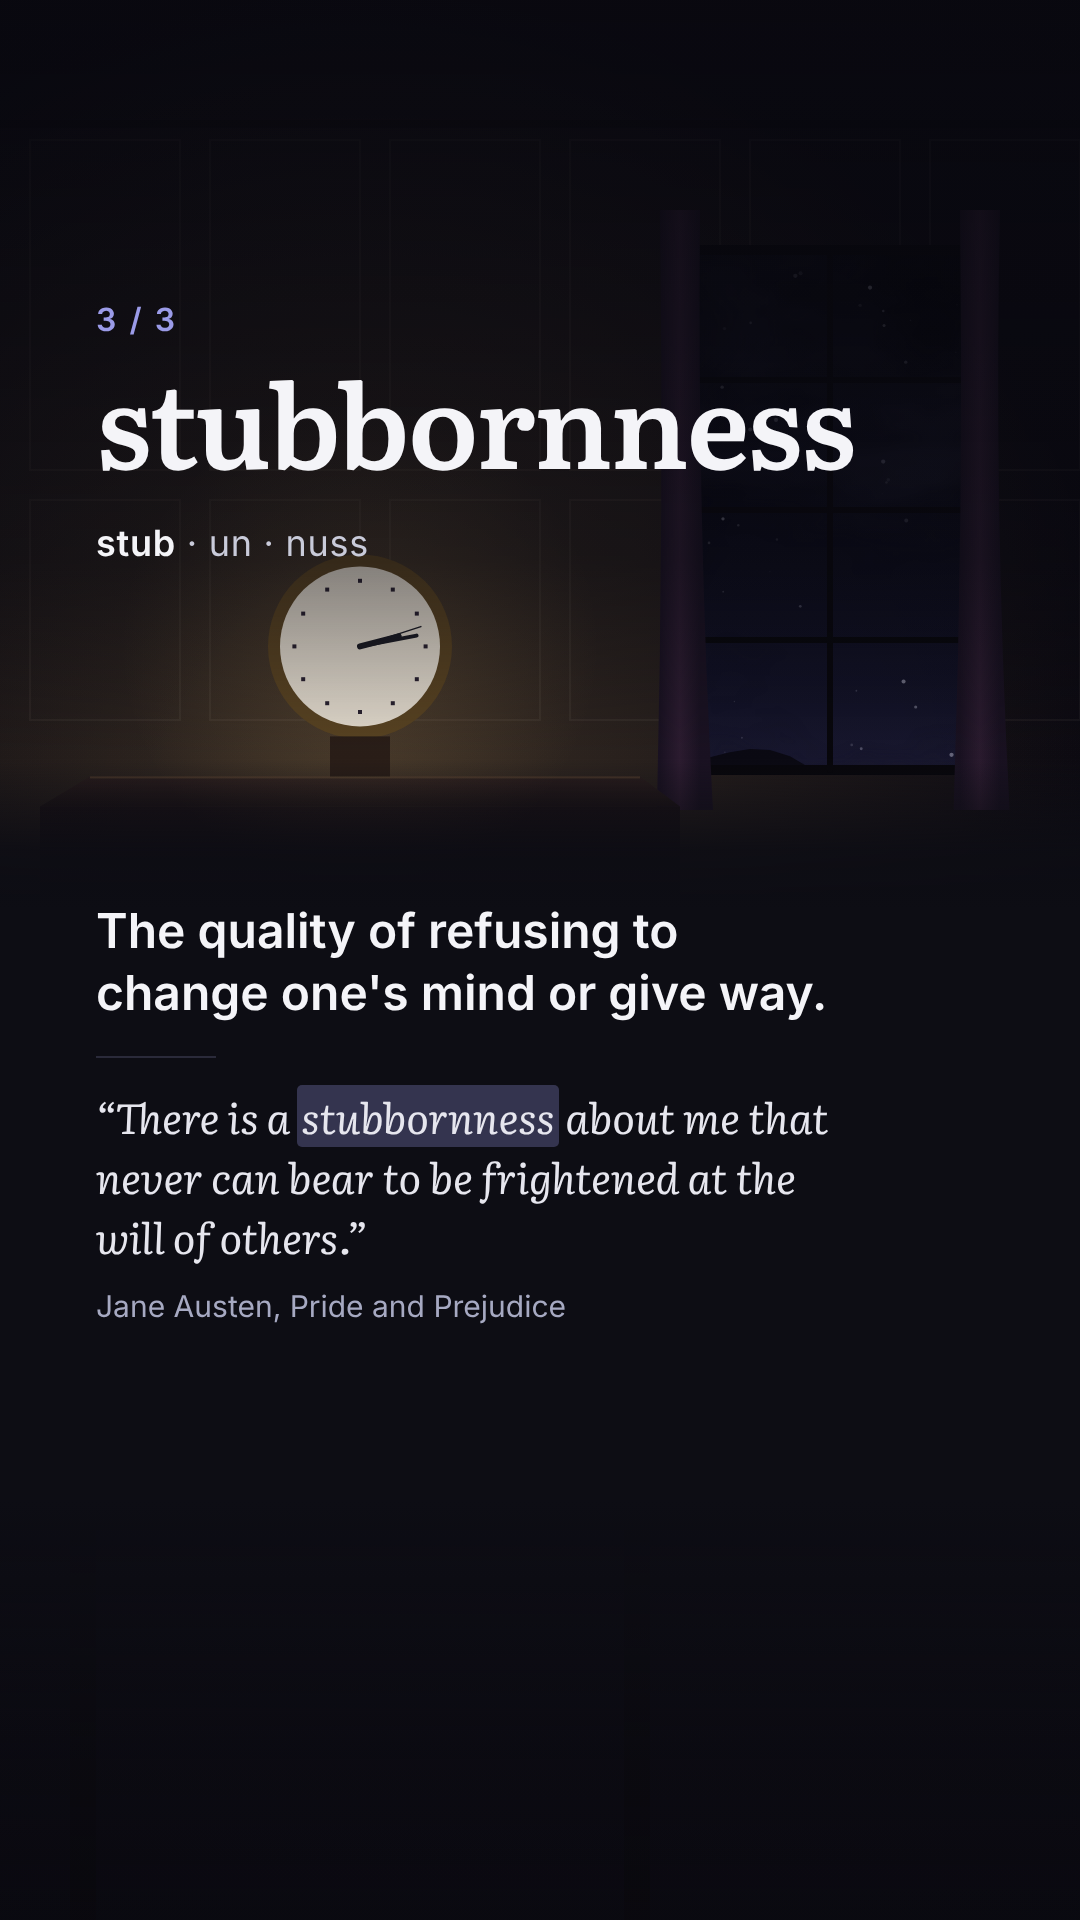 3 / 3
stubbornness
stub · un · nuss
The quality of refusing to
change one's mind or give way.
“There is a stubbornness about me that
never can bear to be frightened at the
will of others.”
Jane Austen, Pride and Prejudice